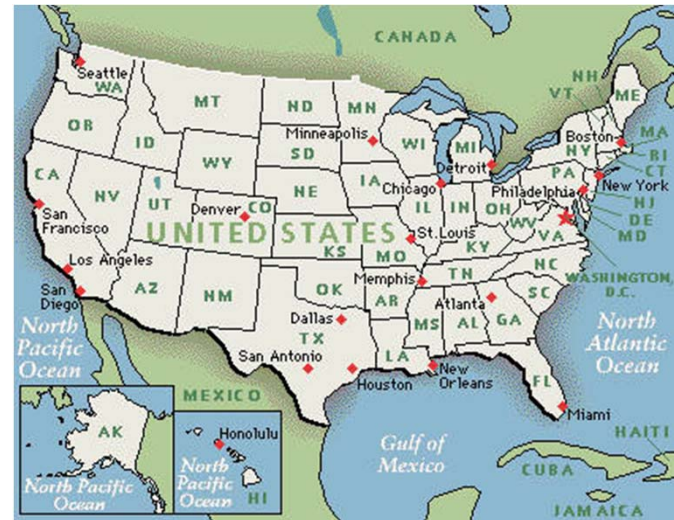 CANADA
Seattle
WA
MT
ND
MN
NH
VT
ME
OR
ID
Minneapolis
WI
MI
Boston
MA
NY
RI
CT
SD
WY
Detroit
CA
NV
UT
NE
IA
Chicago
PA
New York
Philadelphia
NJ
DE
MD
Denver
CO
IL
IN
OH
WV
VA
San
Francisco
UNITED STATES
St.Louis
KS
MO
KY
WASHINGTON,
D.C.
Los Angeles
San
Diego
AZ
NM
OK
AR
Memphis
TN
NC
SC
Atlanta
North
Pacific
Ocean
Dallas
TX
MS
AL
GA
North
Atlantic
Ocean
San Antonio
LA
Houston
New
Orleans
FL
MEXICO
Miami
AK
North Pacific
Ocean
Honolulu
North
Pacific
Ocean
HI
Gulf of
Mexico
HAITI
CUBA
JAMAICA